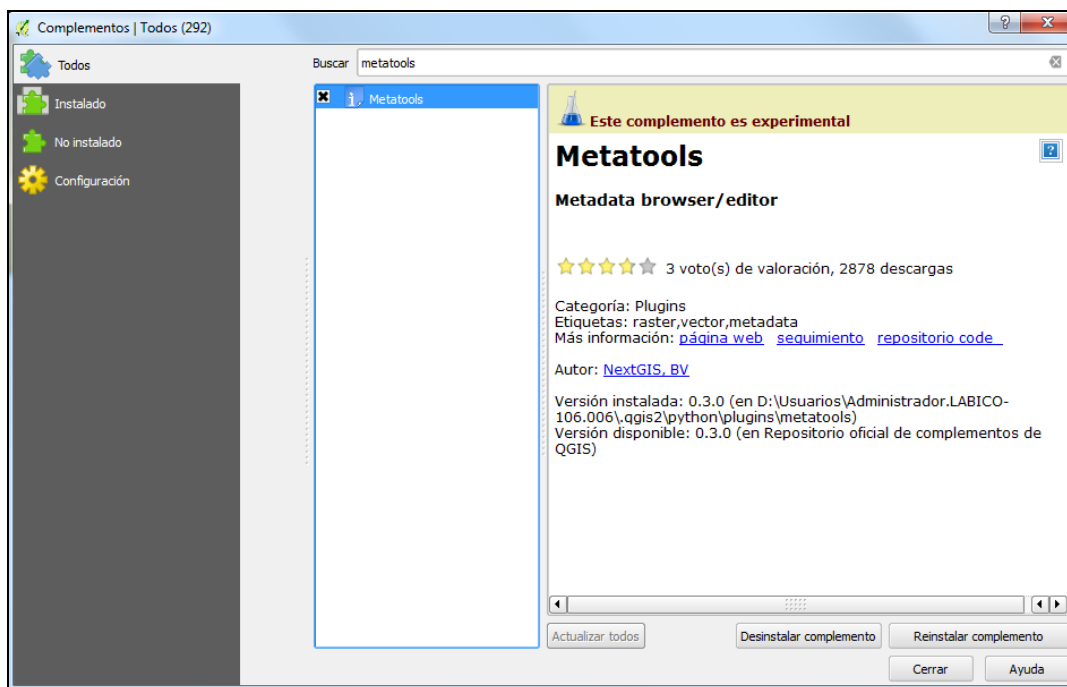 Complementos | Todos (292)
Todos
Instalado
No instalado
Configuración
Buscar metatools
Metatools
Este complemento es experimental
Metatools
Metadata browser/editor
3 voto(s) de valoración, 2878 descargas
Categoría: Plugins
Etiquetas: raster,vector,metadata
Más información: página web seguimiento repositorio code
Autor: NextGIS, BV
Versión instalada: 0.3.0 (en D:\Usuarios\Administrador.LABICO-
106.006\.qgis2\python\plugins\metatools)
Versión disponible: 0.3.0 (en Repositorio oficial de complementos de
QGIS)
Actualizar todos Desinstalar complemento Reinstalar complemento
Cerrar Ayuda